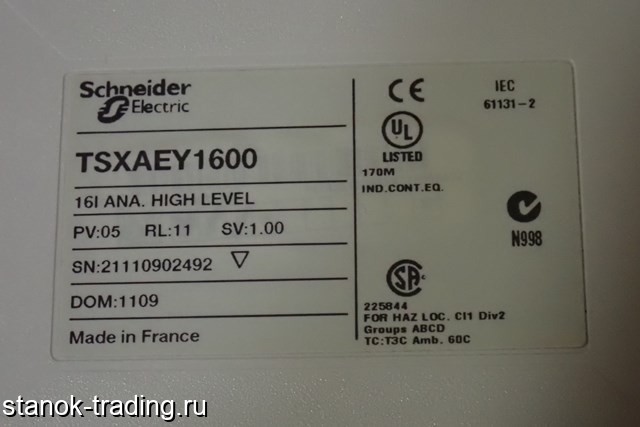 Schneider
Electric
TSXAEY1600
16I ANA. HIGH LEVEL
PV:05 RL:11 SV:1.00
SN:21110902492
DOM:1109
Made in France
CE
IEC
61131-2
UL
LISTED
170M
IND.CONT.EQ.
N998
SA
225844
FOR HAZ LOC. CI1 Div2
Groups ABCD
TC:T3C Amb. 60C
stanok-trading.ru